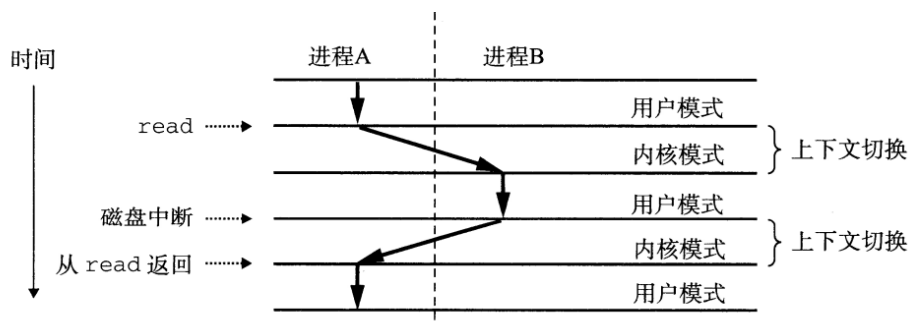 进程A 进程B
时间
用户模式
read
上下文切换
内核模式
用户模式
磁盘中断
上下文切换
内核模式
从 read 返回
用户模式